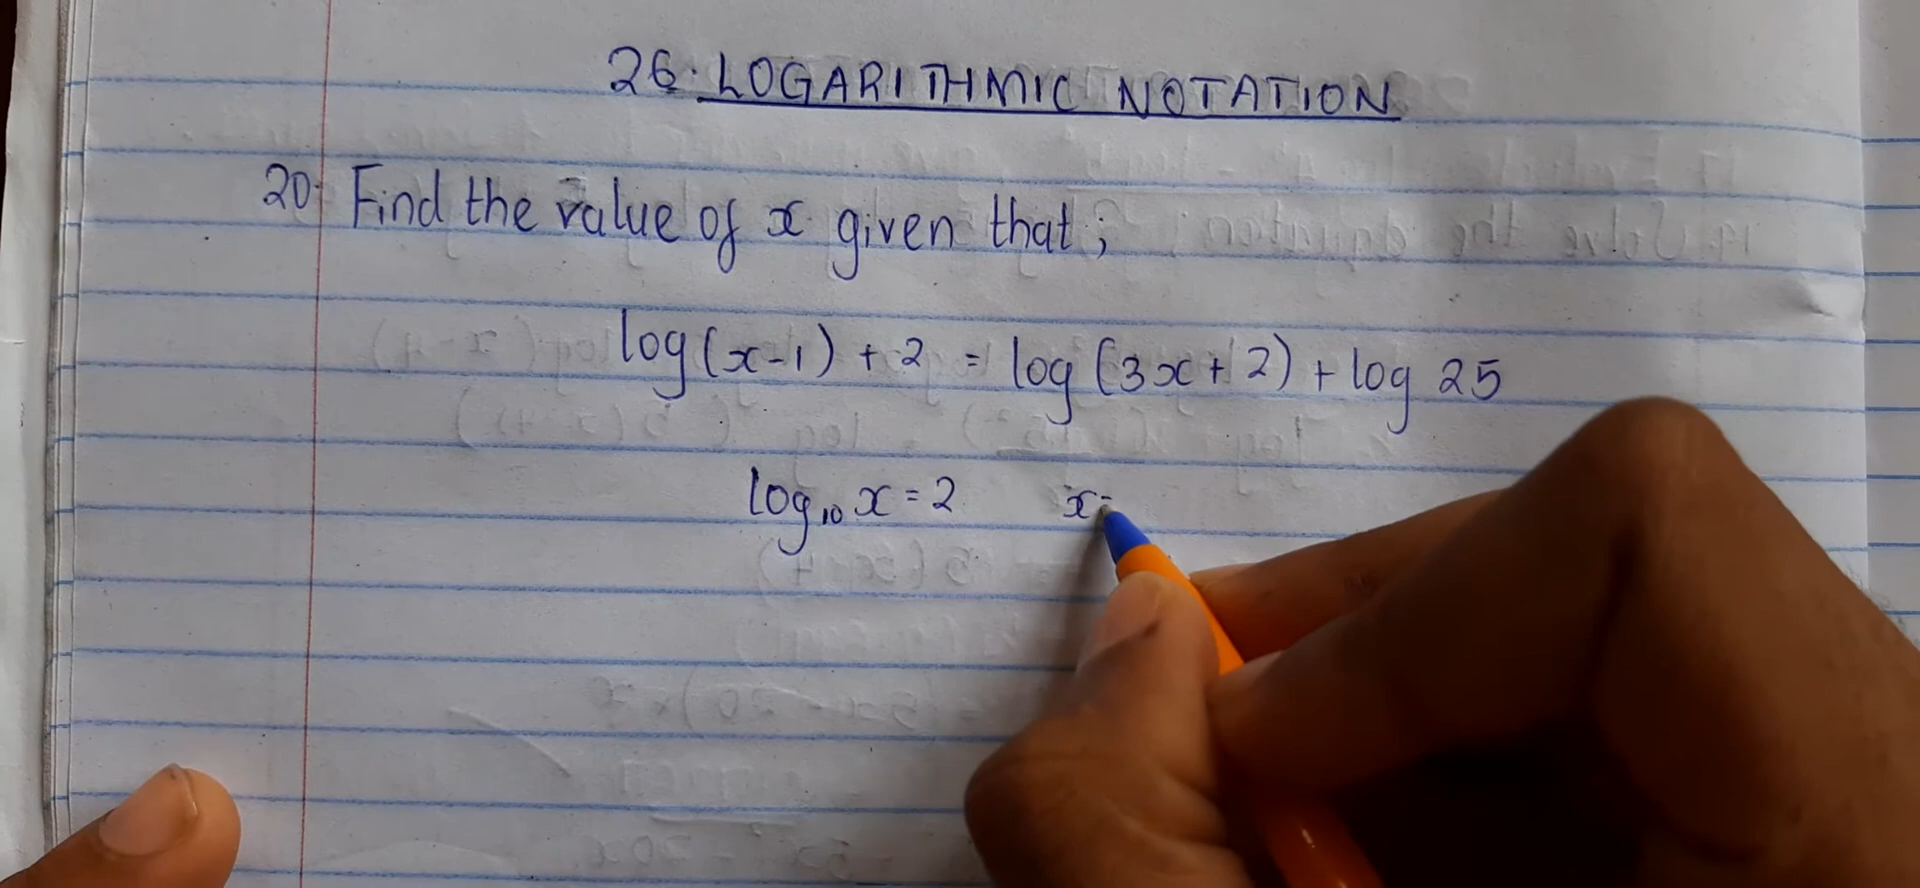 26. LOGARITHMIC NOTATION
20. Find the value of x given that;
log(x-1) + 2 = log(3x+2) + log 25
log₁₀x = 2 x=